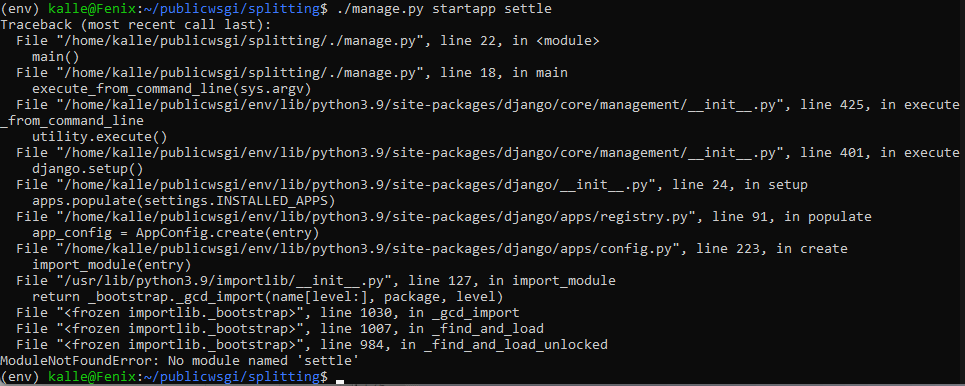 (env) kalle@Fenix:~/publicwsgi/splitting$ ./manage.py startapp settle
Traceback (most recent call last):
  File "/home/kalle/publicwsgi/splitting/./manage.py", line 22, in <module>
    main()
  File "/home/kalle/publicwsgi/splitting/./manage.py", line 18, in main
    execute_from_command_line(sys.argv)
  File "/home/kalle/publicwsgi/env/lib/python3.9/site-packages/django/core/management/__init__.py", line 425, in execute
_from_command_line
    utility.execute()
  File "/home/kalle/publicwsgi/env/lib/python3.9/site-packages/django/core/management/__init__.py", line 401, in execute
    django.setup()
  File "/home/kalle/publicwsgi/env/lib/python3.9/site-packages/django/__init__.py", line 24, in setup
    apps.populate(settings.INSTALLED_APPS)
  File "/home/kalle/publicwsgi/env/lib/python3.9/site-packages/django/apps/registry.py", line 91, in populate
    app_config = AppConfig.create(entry)
  File "/home/kalle/publicwsgi/env/lib/python3.9/site-packages/django/apps/config.py", line 223, in create
    import_module(entry)
  File "/usr/lib/python3.9/importlib/__init__.py", line 127, in import_module
    return _bootstrap._gcd_import(name[level:], package, level)
  File "<frozen importlib._bootstrap>", line 1030, in _gcd_import
  File "<frozen importlib._bootstrap>", line 1007, in _find_and_load
  File "<frozen importlib._bootstrap>", line 984, in _find_and_load_unlocked
ModuleNotFoundError: No module named 'settle'
(env) kalle@Fenix:~/publicwsgi/splitting$